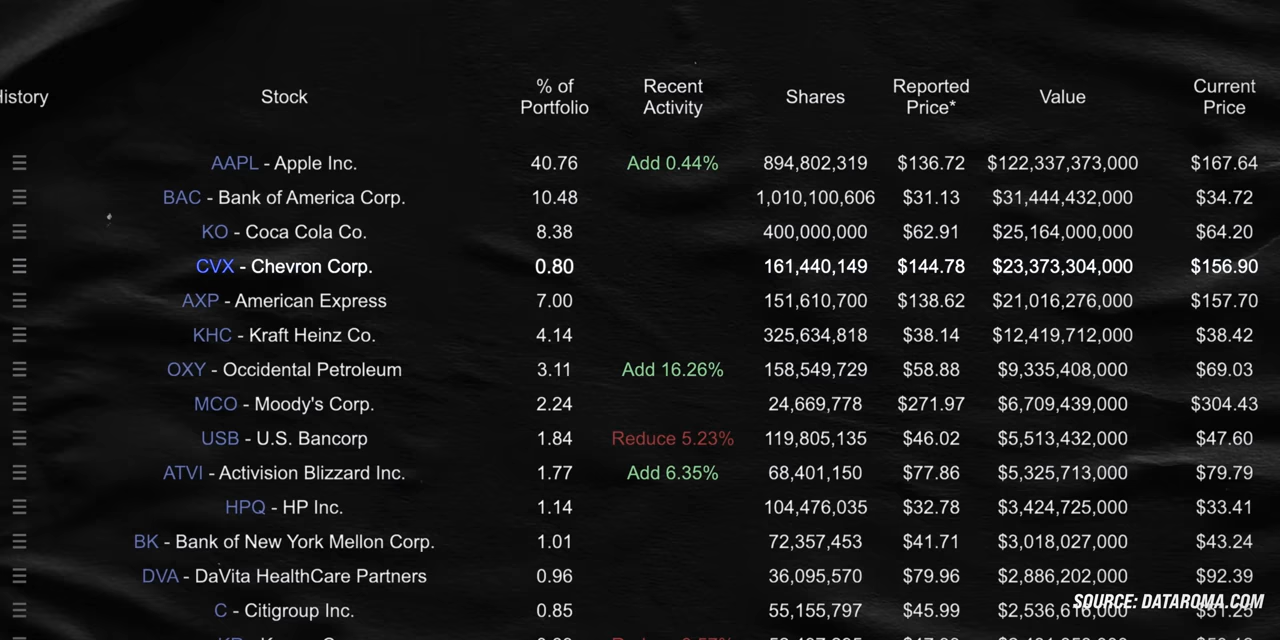 History Stock % of Portfolio Recent Activity Shares Reported Price* Value Current Price
AAPL - Apple Inc. 40.76 Add 0.44% 894,802,319 $136.72 $122,337,373,000 $167.64
BAC - Bank of America Corp. 10.48 1,010,100,606 $31.13 $31,444,432,000 $34.72
KO - Coca Cola Co. 8.38 400,000,000 $62.91 $25,164,000,000 $64.20
CVX - Chevron Corp. 0.80 161,440,149 $144.78 $23,373,304,000 $156.90
AXP - American Express 7.00 151,610,700 $138.62 $21,016,276,000 $157.70
KHC - Kraft Heinz Co. 4.14 325,634,818 $38.14 $12,419,712,000 $38.42
OXY - Occidental Petroleum 3.11 Add 16.26% 158,549,729 $58.88 $9,335,408,000 $69.03
MCO - Moody's Corp. 2.24 24,669,778 $271.97 $6,709,439,000 $304.43
USB - U.S. Bancorp 1.84 Reduce 5.23% 119,805,135 $46.02 $5,513,432,000 $47.60
ATVI - Activision Blizzard Inc. 1.77 Add 6.35% 68,401,150 $77.86 $5,325,713,000 $79.79
HPQ - HP Inc. 1.14 104,476,035 $32.78 $3,424,725,000 $33.41
BK - Bank of New York Mellon Corp. 1.01 72,357,453 $41.71 $3,018,027,000 $43.24
DVA - DaVita HealthCare Partners 0.96 36,095,570 $79.96 $2,886,202,000 $92.39
C - Citigroup Inc. 0.85 55,155,797 $45.99
SOURCE: DATAROMA.COM